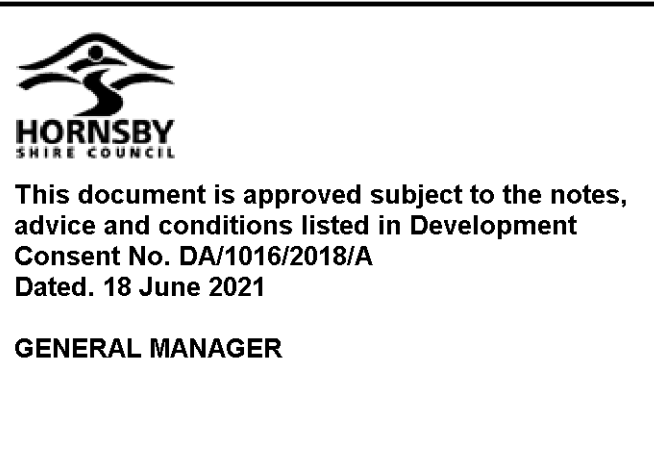 HORNSBY
SHIRE COUNCIL
This document is approved subject to the notes,
advice and conditions listed in Development
Consent No. DA/1016/2018/A
Dated. 18 June 2021
GENERAL MANAGER